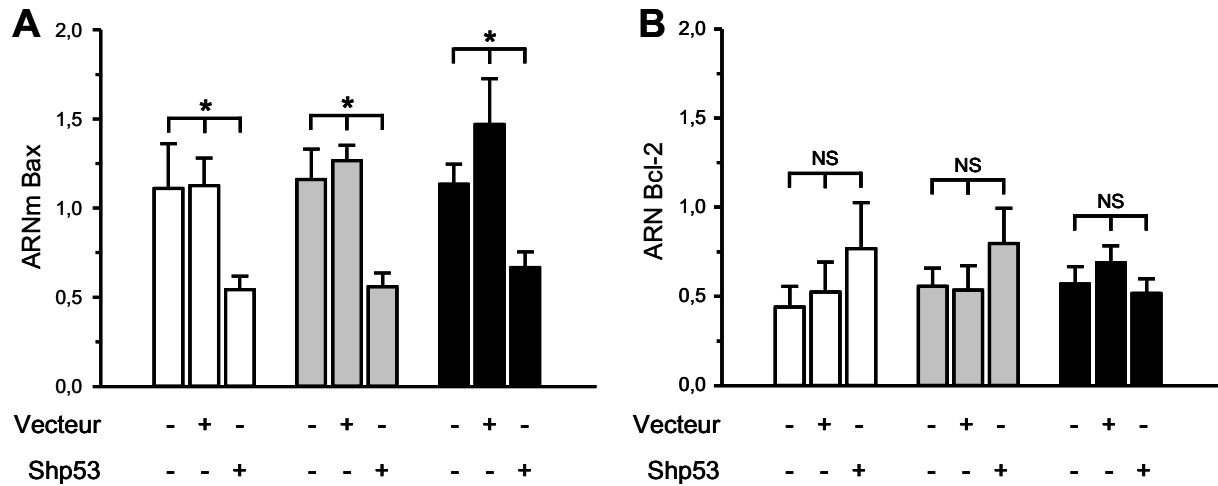 A
B
2,0
1,5
1,0
0,5
0,0
ARNm Bax
* * *
Vecteur - + - - + - - + -
Shp53 - - + - - + - - +
2,0
1,5
1,0
0,5
0,0
ARN Bcl-2
NS NS NS
Vecteur - + - - + - - + -
Shp53 - - + - - + - - +